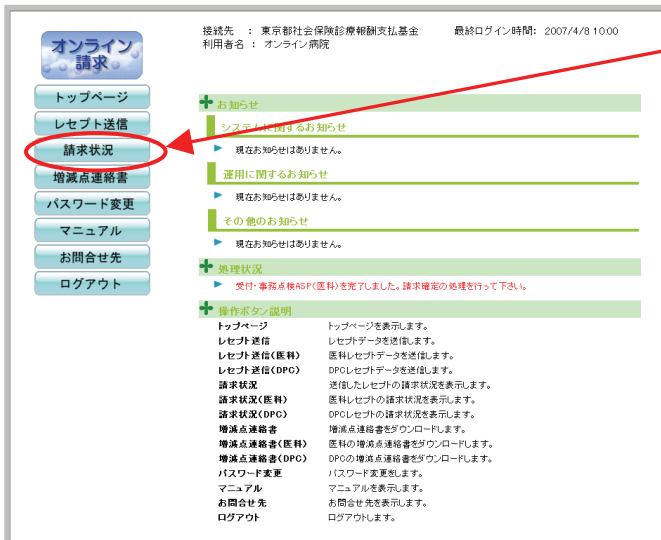 接続先 : 東京都社会保険診療報酬支払基金 最終ログイン時間: 2007/4/8 10:00
利用者名 : オンライン病院
オンライン
請求
トップページ
レセプト送信
請求状況
増減点連絡書
パスワード変更
マニュアル
お問合せ先
ログアウト
お知らせ
システムに関するお知らせ
現在お知らせはありません。
運用に関するお知らせ
現在お知らせはありません。
その他のお知らせ
現在お知らせはありません。
処理状況
受付・事務点検ASP(医科)を完了しました。請求確定の処理を行って下さい。
操作ボタン説明
トップページ トップページを表示します。
レセプト送信 レセプトデータを送信します。
レセプト送信(医科) 医科レセプトデータを送信します。
レセプト送信(DPC) DPCレセプトデータを送信します。
請求状況 送信したレセプトの請求状況を表示します。
請求状況(医科) 医科レセプトの請求状況を表示します。
請求状況(DPC) DPCレセプトの請求状況を表示します。
増減点連絡書 増減点連絡書をダウンロードします。
増減点連絡書(医科) 医科の増減点連絡書をダウンロードします。
増減点連絡書(DPC) DPCの増減点連絡書をダウンロードします。
パスワード変更 パスワード変更をします。
マニュアル マニュアルを表示します。
お問合せ先 お問合せ先を表示します。
ログアウト ログアウトします。